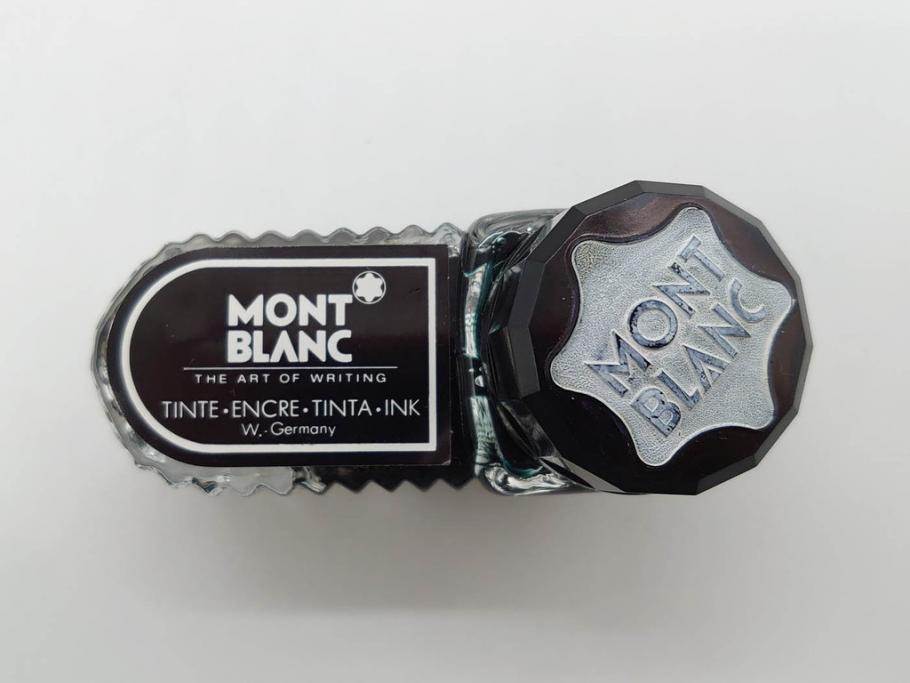 MONT
BLANC
THE ART OF WRITING
TINTE·ENCRE·TINTA·INK
W.-Germany
MONT
BLANC